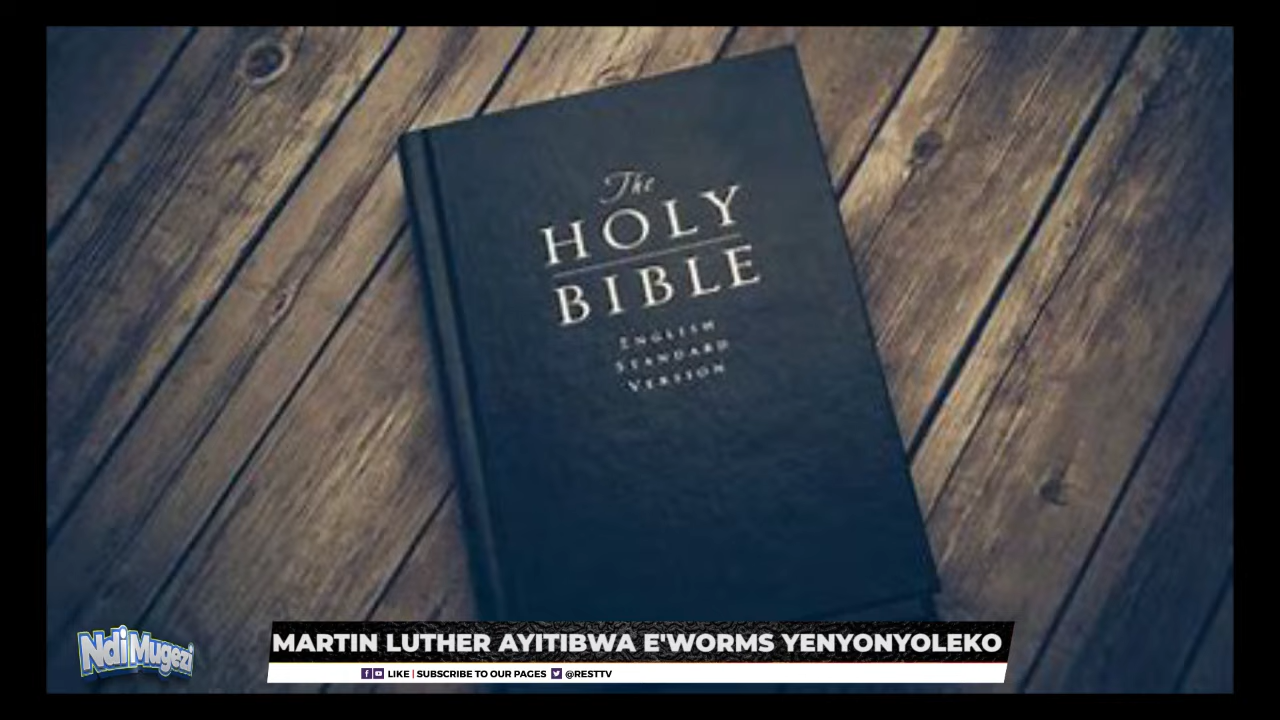 The
HOLY
BIBLE
ENGLISH
STANDARD
VERSION
Ndi Mugezi
MARTIN LUTHER AYITIBWA E'WORMS YENYONYOLEKO
LIKE | SUBSCRIBE TO OUR PAGES @RESTTV